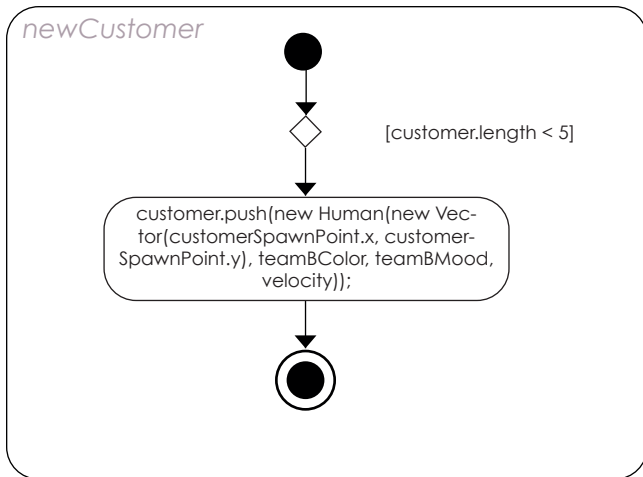 newCustomer
[customer.length < 5]
customer.push(new Human(new Vec-
tor(customerSpawnPoint.x, customer-
SpawnPoint.y), teamBColor, teamBMood,
velocity));